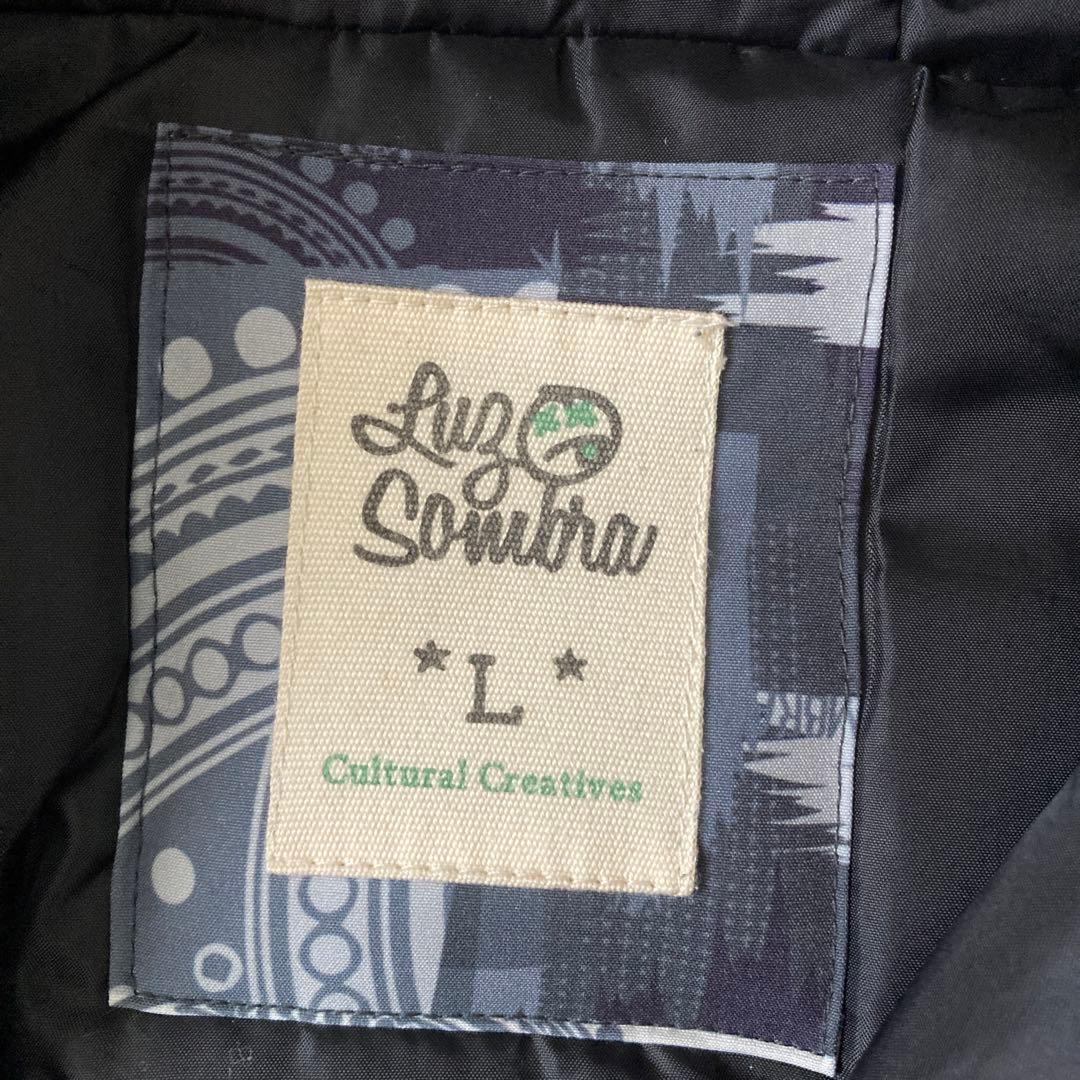 Luz
Sombra
★ L ★
Cultural Creatives